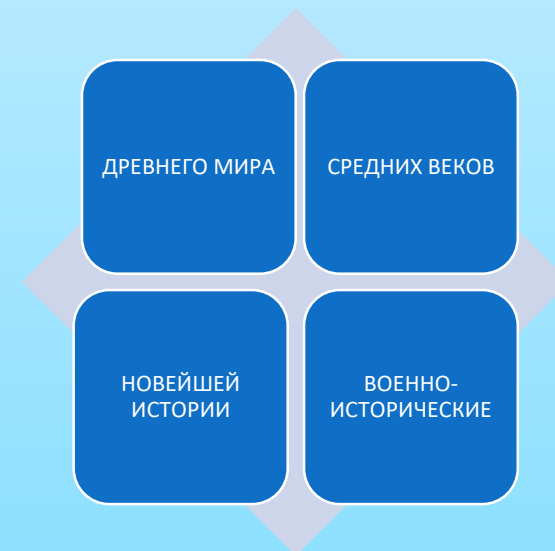 ДРЕВНЕГО МИРА
СРЕДНИХ ВЕКОВ
НОВЕЙШЕЙ
ИСТОРИИ
ВОЕННО-
ИСТОРИЧЕСКИЕ